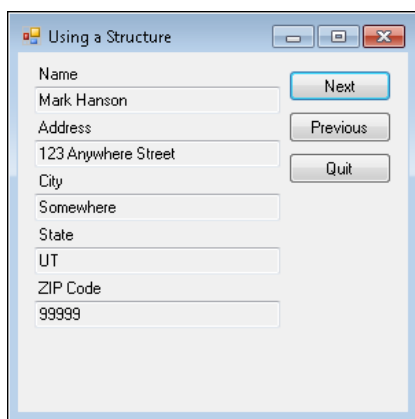 Using a Structure
Name
Mark Hanson
Next
Address
Previous
123 Anywhere Street
Quit
City
Somewhere
State
UT
ZIP Code
99999